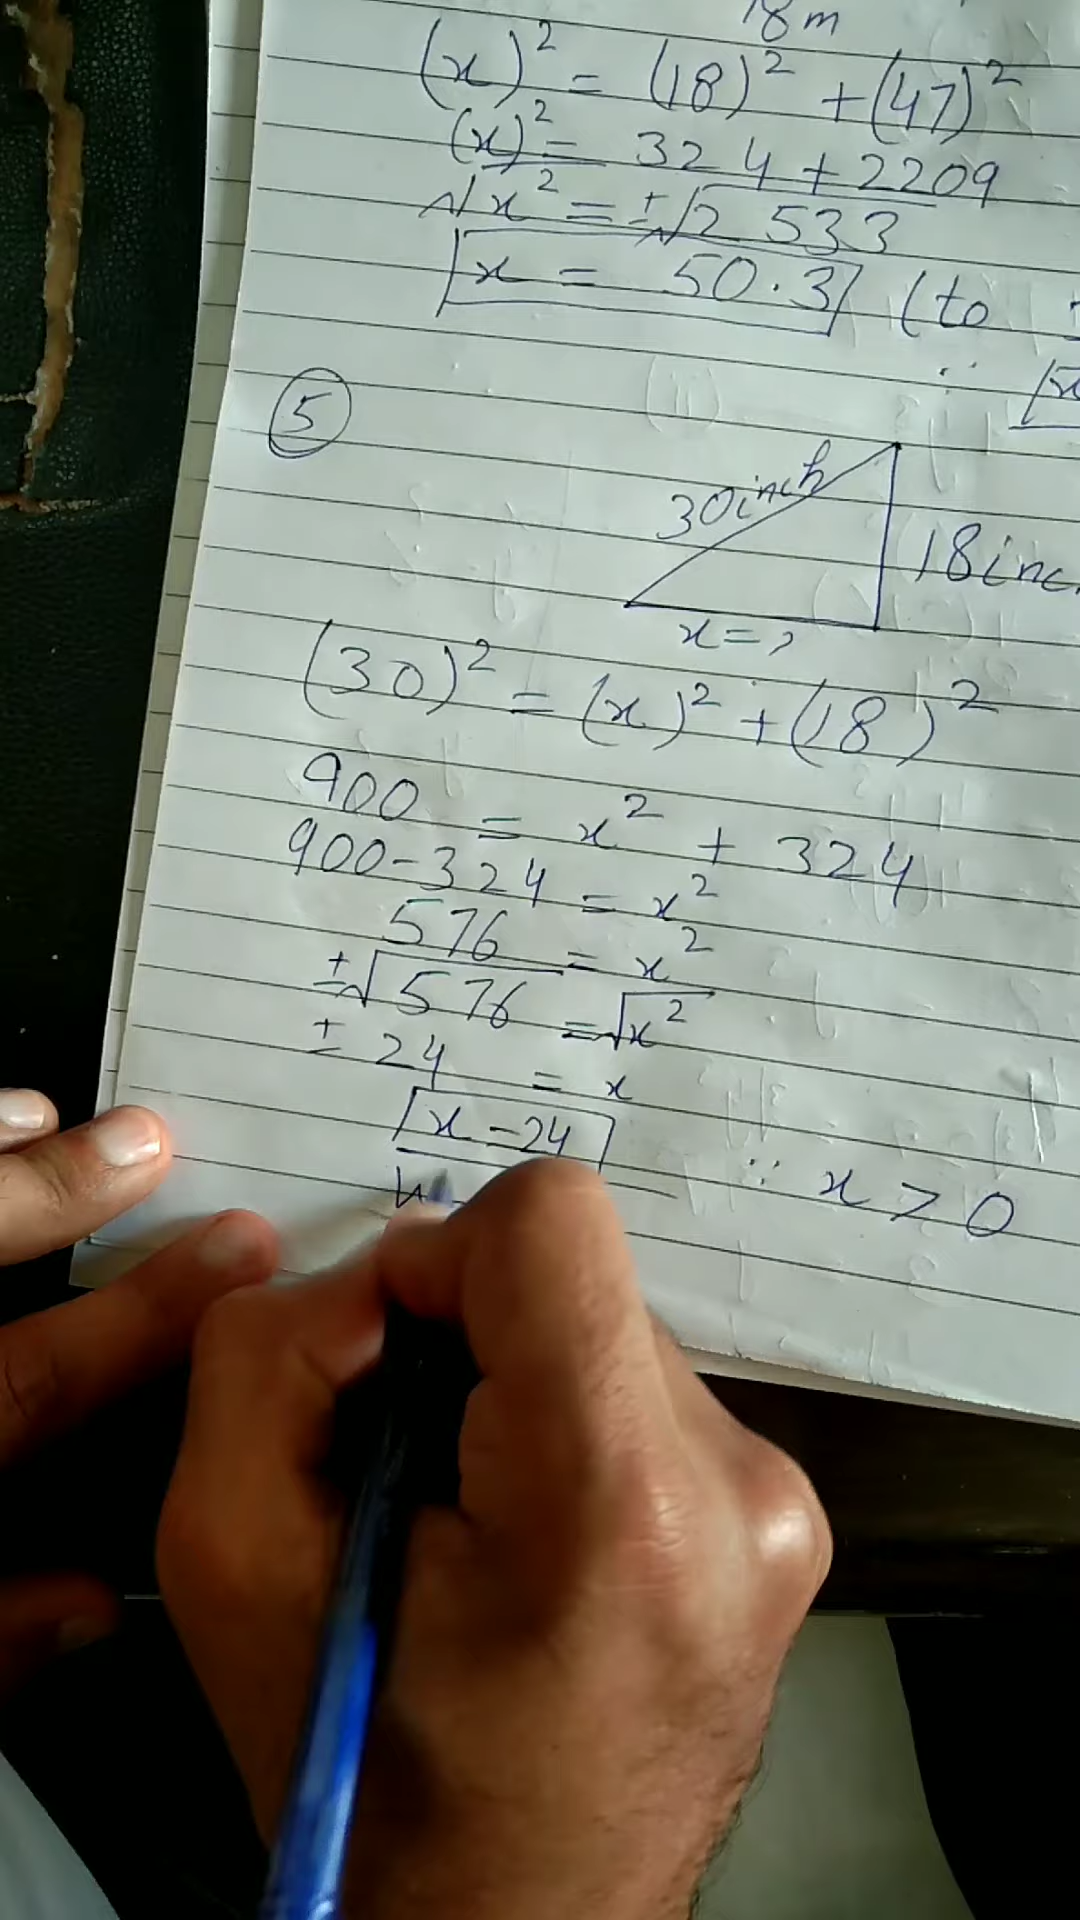 18m
(x)² = (18)² + (47)²
(x)² = 324 + 2209
√x² = ±√2533
x = 50.3 (to
∵ x
5
30inch
18inc
x = ?
(30)² = (x)² + (18)²
900 = x² + 324
900-324 = x²
576 = x²
±√576 = √x²
± 24 = x
x = 24 ∵ x > 0